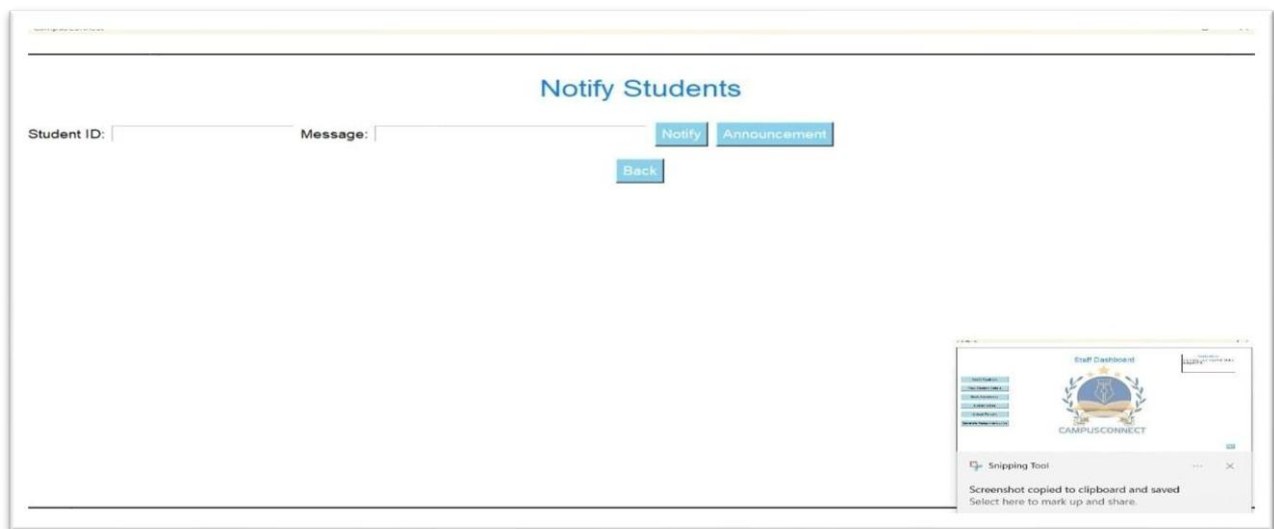 Notify Students
Student ID: Message: Notify Announcement
Back
Staff Dashboard
CAMPUSCONNECT
Snipping Tool
Screenshot copied to clipboard and saved
Select here to mark up and share.